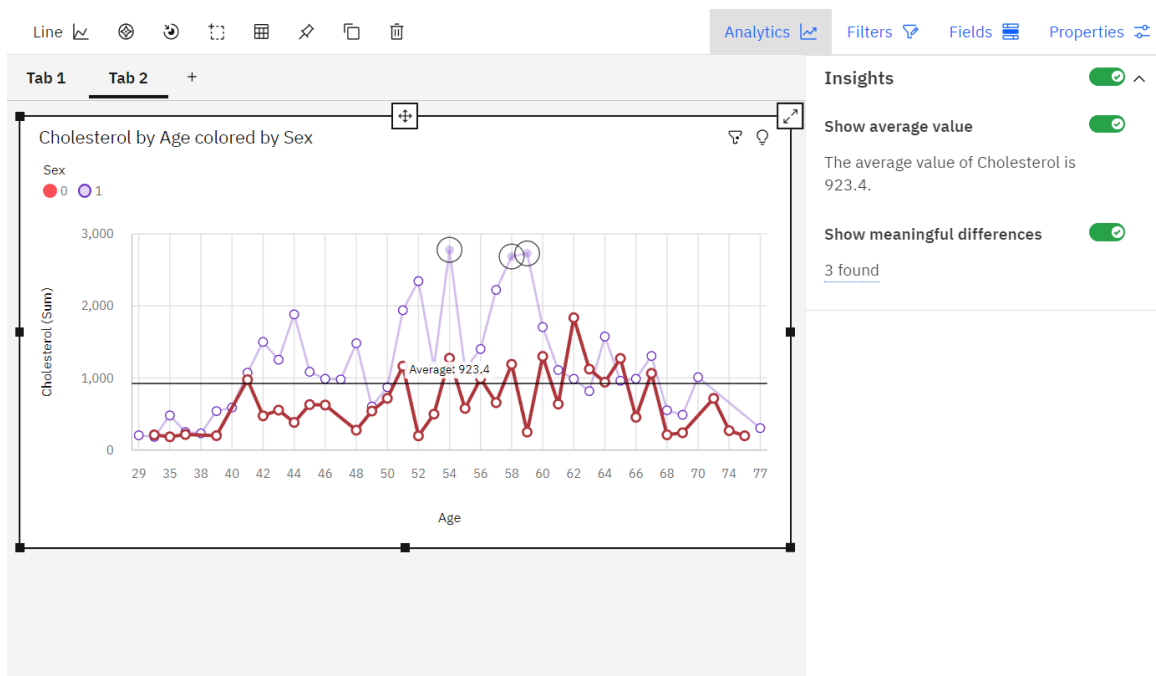 Line
Analytics
Filters
Fields
Properties
Tab 1
Tab 2
+
Insights
Show average value
The average value of Cholesterol is
923.4.
Show meaningful differences
3 found
Cholesterol by Age colored by Sex
Sex
0 1
3,000
2,000
1,000
0
Cholesterol (Sum)
Average: 923.4
29 35 38 40 42 44 46 48 50 52 54 56 58 60 62 64 66 68 70 74 77
Age